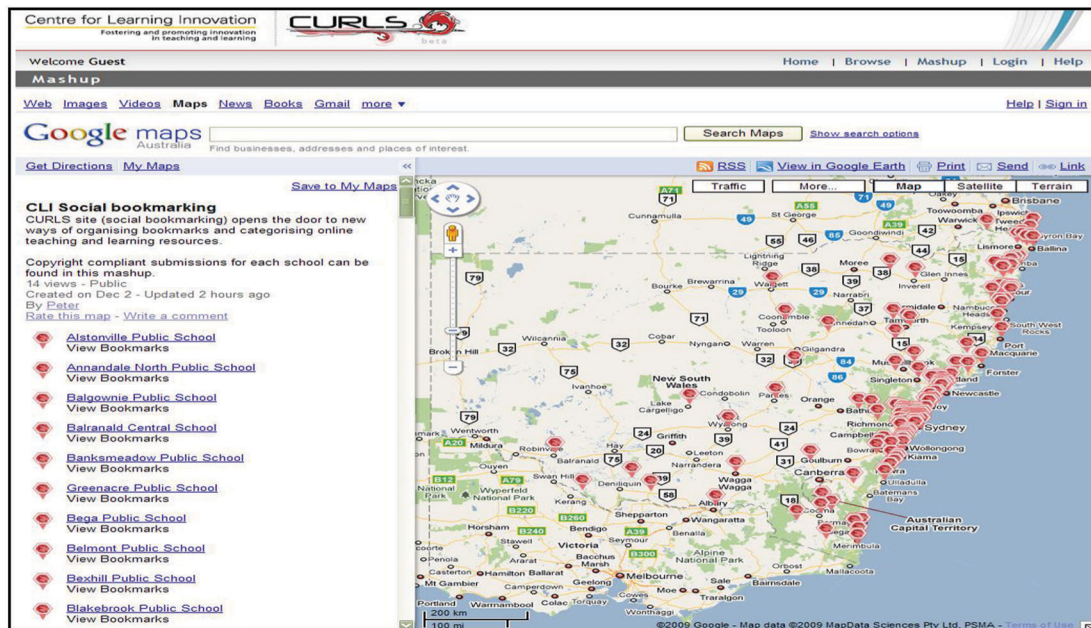 Centre for Learning Innovation
Fostering and promoting innovation
in teaching and learning
CURLS
beta
Welcome Guest
Home | Browse | Mashup | Login | Help
Mashup
Web Images Videos Maps News Books Gmail more ▼
Help | Sign in
Google maps
Australia
Search Maps
Show search options
Find businesses, addresses and places of interest.
Get Directions My Maps
«
RSS View in Google Earth Print Send Link
Save to My Maps
Traffic More... Map Satellite Terrain
CLI Social bookmarking
CURLS site (social bookmarking) opens the door to new
ways of organising bookmarks and categorising online
teaching and learning resources.
Copyright compliant submissions for each school can be
found in this mashup.
14 views - Public
Created on Dec 2 - Updated 2 hours ago
By Peter
Rate this map - Write a comment
Alstonville Public School
View Bookmarks
Annandale North Public School
View Bookmarks
Balgownie Public School
View Bookmarks
Balranald Central School
View Bookmarks
Banksmeadow Public School
View Bookmarks
Greenacre Public School
View Bookmarks
Bega Public School
View Bookmarks
Belmont Public School
View Bookmarks
Bexhill Public School
View Bookmarks
Blakebrook Public School
View Bookmarks
Brisbane
Cunnamulla
St George
Toowoomba
Warwick
Goondiwindi
Byron Bay
Lismore
Ballina
Lightning
Ridge
Moree
Glen Innes
Inverell
Bourke
Brewarrina
Walgett
Narrabri
Coonamble
Tooloon
Kempsey
South West
Rocks
Port
Macquarie
Wilcannia
Cobar
Nyngan
Warren
Gilgandra
Forster
Singleton
Newcastle
Ivanhoe
New South
Wales
Condobolin
Parkes
Orange
Lake
Cargelligo
Richmond
Sydney
Wentworth
Mildura
Griffith
Leeton
Narrandera
Hay
Balranald
Goulburn
Wollongong
Kiama
Ouyen
Swan Hill
Deniliquin
Wagga
Wagga
Canberra
Ulladulla
Batemans
Bay
Wyperfeld
National Park
Kerang
Albury
Shepparton
Wangaratta
Australian
Capital Territory
Merimbula
Horsham
Bendigo
Benalla
Stawell
Seymour
Ararat
Victoria
Alpine
National Park
Bacchus
Marsh
Orbost
Mallacoota
Casterton
Hamilton
Ballarat
Melbourne
Sale
Bairnsdale
Mt Gambier
Camperdown
Geelong
Moe
Traralgon
Portland
Warrnambool
Colac
Torquay
Cowes
Wonthaggi
200 km
100 mi
©2009 Google - Map data ©2009 MapData Sciences Pty Ltd, PSMA - Terms of Use